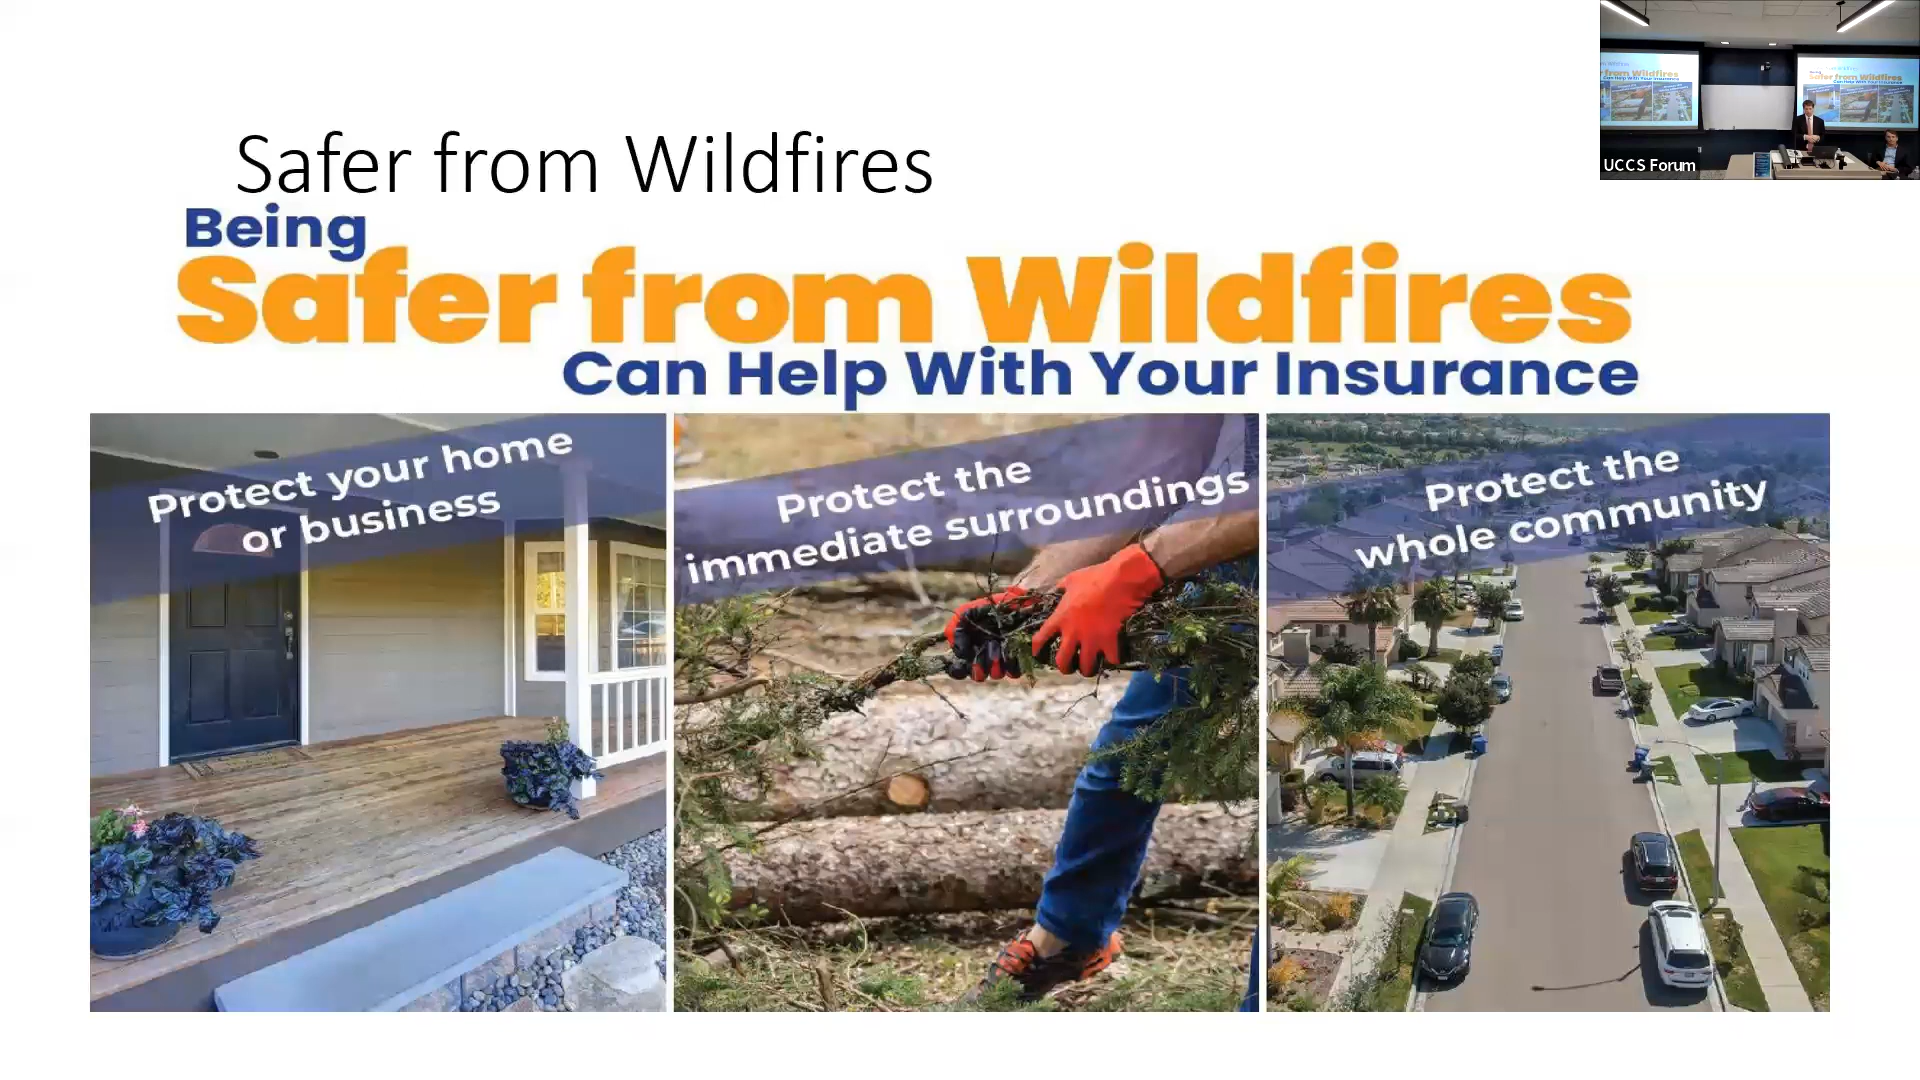 UCCS Forum
Safer from Wildfires
Being
Safer from Wildfires
Can Help With Your Insurance
Protect your home
or business
Protect the
immediate surroundings
Protect the
whole community